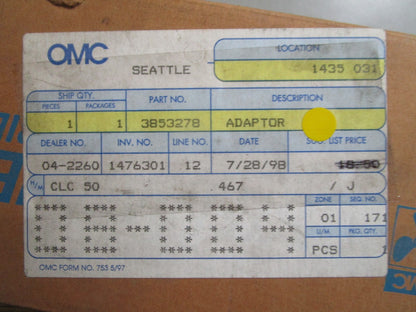 OMC
SEATTLE
LOCATION
1435 031
SHIP QTY.
PIECES PACKAGES
PART NO.
DESCRIPTION
1 1 3853278 ADAPTOR
DEALER NO. INV. NO. LINE NO. DATE SUG. LIST PRICE
04-2260 1476301 12 7/28/98 18.50
H/M CLC 50 .467 / J
ZONE SEQ. NO.
01 171
U/M PKG. QTY.
PCS 1
OMC FORM NO. 753 5/97